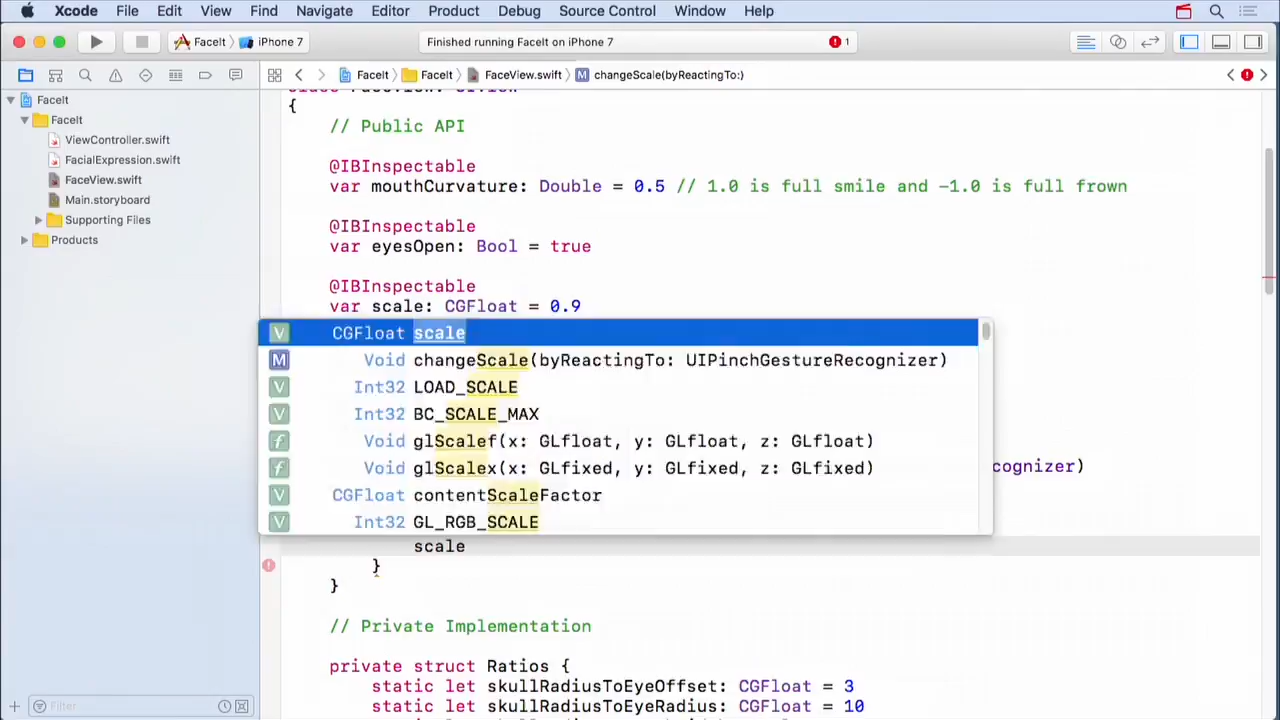 Xcode File Edit View Find Navigate Editor Product Debug Source Control Window Help
FaceIt iPhone 7
Finished running FaceIt on iPhone 7
1
FaceIt FaceIt FaceView.swift M changeScale(byReactingTo:)
FaceIt
FaceIt
ViewController.swift
FacialExpression.swift
FaceView.swift
Main.storyboard
Supporting Files
Products
Filter
{
// Public API
@IBInspectable
var mouthCurvature: Double = 0.5 // 1.0 is full smile and -1.0 is full frown
@IBInspectable
var eyesOpen: Bool = true
@IBInspectable
var scale: CGFloat = 0.9
V CGFloat scale
M Void changeScale(byReactingTo: UIPinchGestureRecognizer)
V Int32 LOAD_SCALE
V Int32 BC_SCALE_MAX
f Void glScalef(x: GLfloat, y: GLfloat, z: GLfloat)
f Void glScalex(x: GLfixed, y: GLfixed, z: GLfixed)
V CGFloat contentScaleFactor
V Int32 GL_RGB_SCALE
cognizer)
scale
}
}
// Private Implementation
private struct Ratios {
static let skullRadiusToEyeOffset: CGFloat = 3
static let skullRadiusToEyeRadius: CGFloat = 10